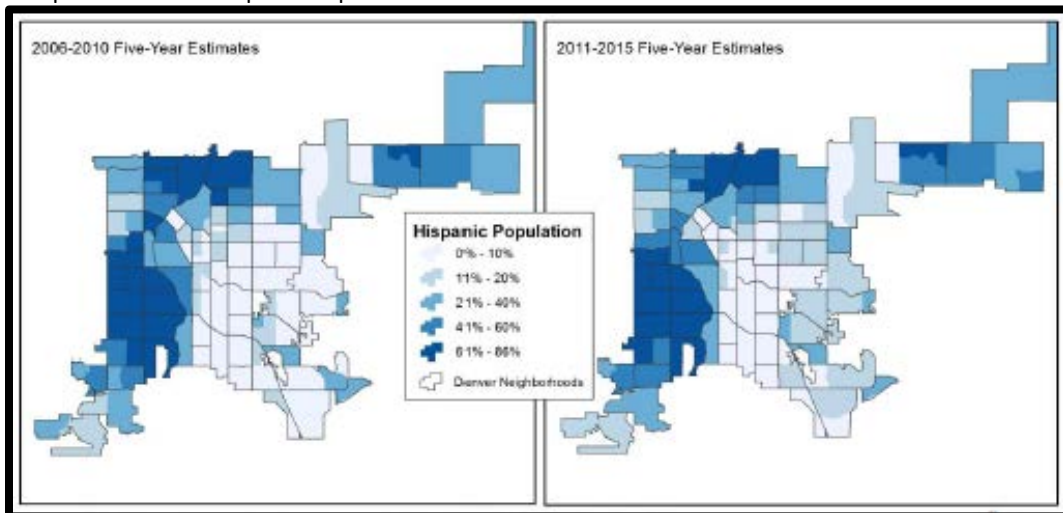 2006-2010 Five-Year Estimates
2011-2015 Five-Year Estimates
Hispanic Population
0% - 10%
11% - 20%
21% - 40%
41% - 60%
61% - 86%
Denver Neighborhoods